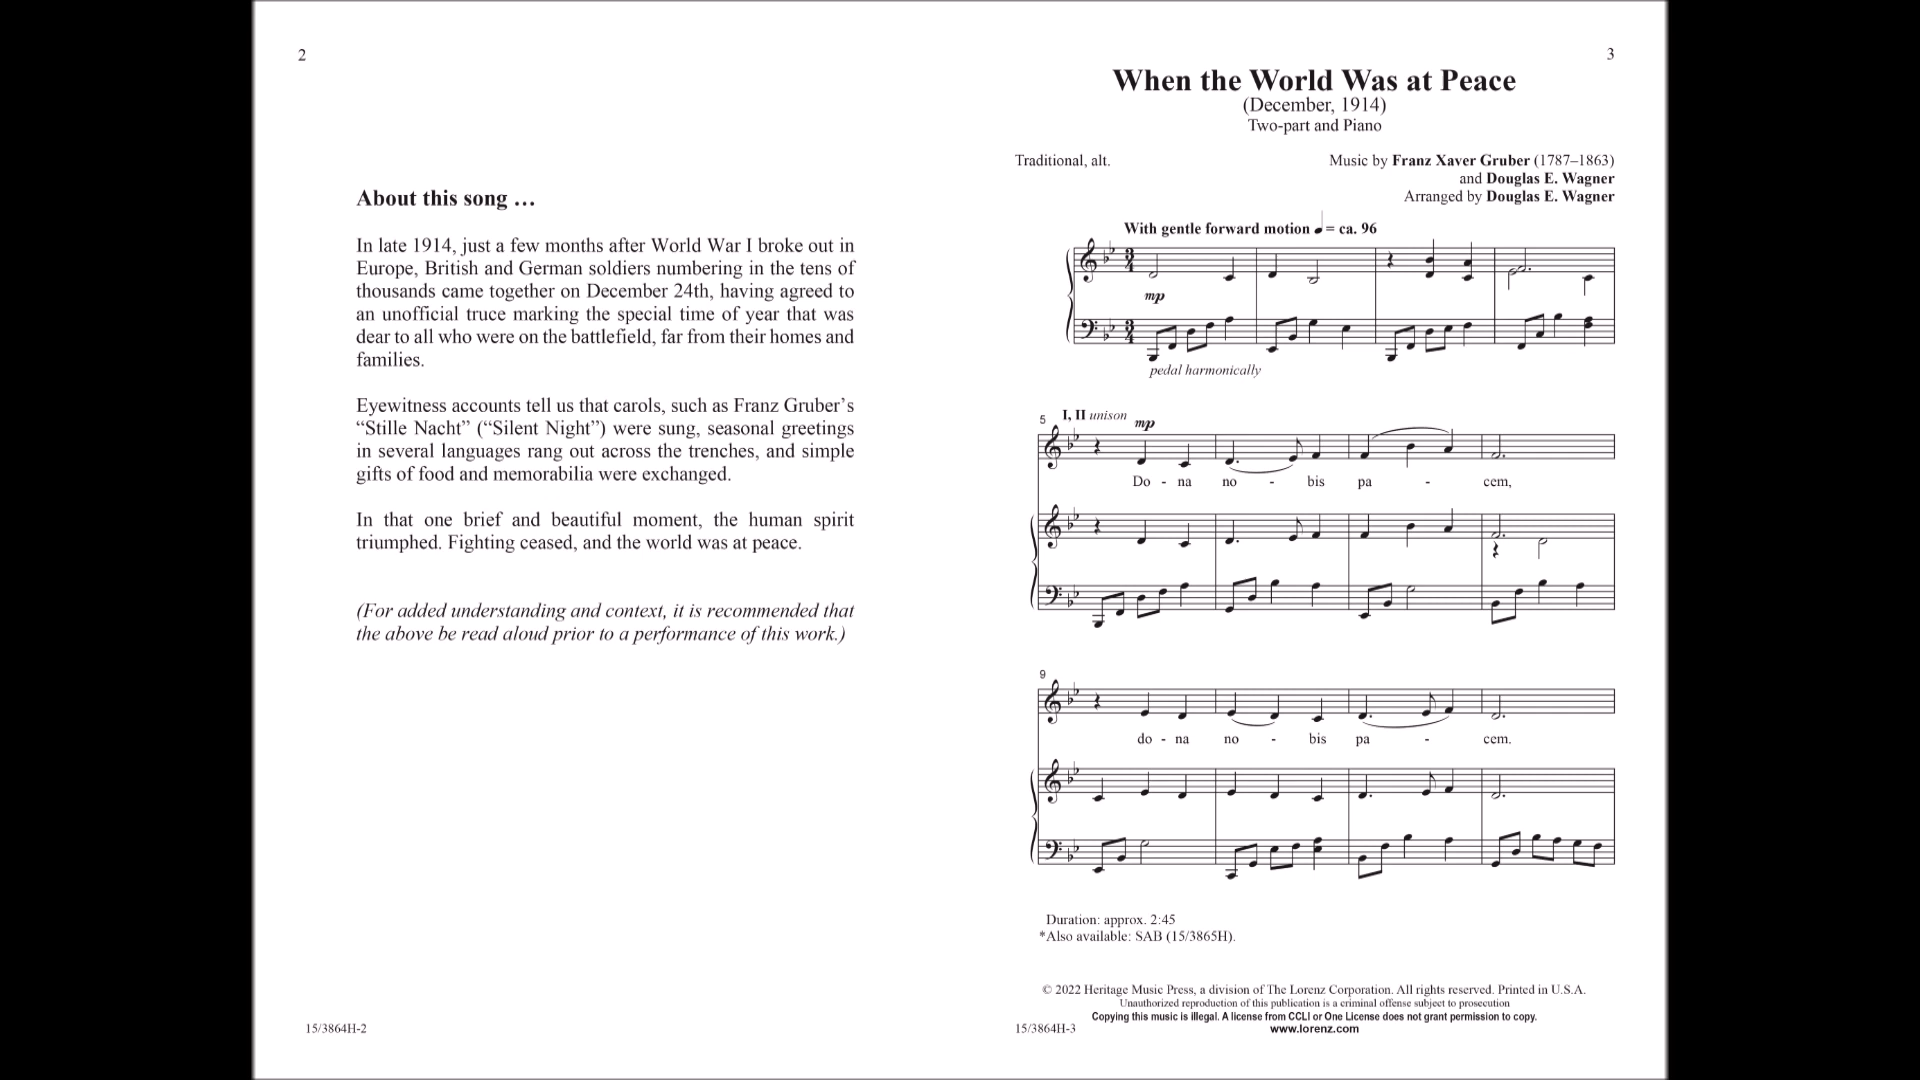 2
About this song …
In late 1914, just a few months after World War I broke out in
Europe, British and German soldiers numbering in the tens of
thousands came together on December 24th, having agreed to
an unofficial truce marking the special time of year that was
dear to all who were on the battlefield, far from their homes and
families.
Eyewitness accounts tell us that carols, such as Franz Gruber’s
“Stille Nacht” (“Silent Night”) were sung, seasonal greetings
in several languages rang out across the trenches, and simple
gifts of food and memorabilia were exchanged.
In that one brief and beautiful moment, the human spirit
triumphed. Fighting ceased, and the world was at peace.
(For added understanding and context, it is recommended that
the above be read aloud prior to a performance of this work.)
15/3864H-2
3
When the World Was at Peace
(December, 1914)
Two-part and Piano
Traditional, alt.
Music by Franz Xaver Gruber (1787–1863)
and Douglas E. Wagner
Arranged by Douglas E. Wagner
With gentle forward motion ♩ = ca. 96
3 4
mp
3 4
pedal harmonically
5 I, II unison mp
Do - na no - bis pa - cem,
9
do - na no - bis pa - cem.
Duration: approx. 2:45
*Also available: SAB (15/3865H).
© 2022 Heritage Music Press, a division of The Lorenz Corporation. All rights reserved. Printed in U.S.A.
Unauthorized reproduction of this publication is a criminal offense subject to prosecution
Copying this music is illegal. A license from CCLI or One License does not grant permission to copy.
15/3864H-3 www.lorenz.com